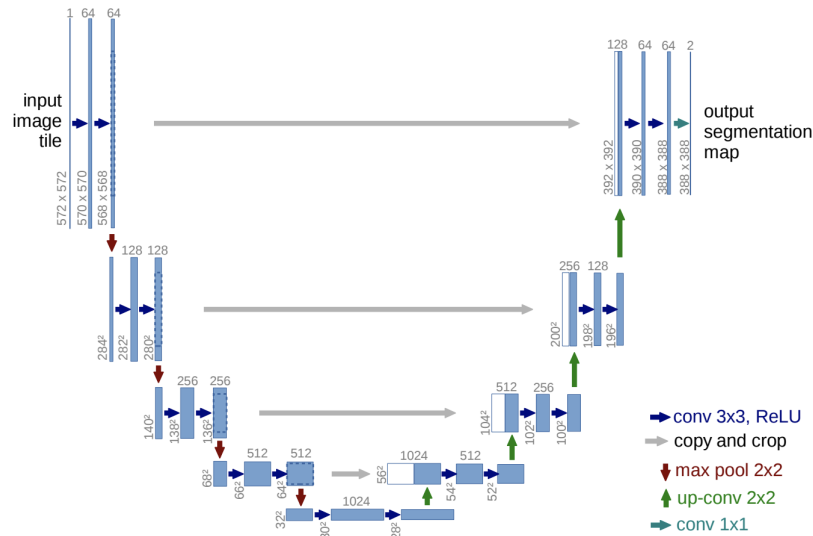 1 64 64
128 64 64 2
input
image
tile
output
segmentation
map
572 x 572
570 x 570
568 x 568
392 x 392
390 x 390
388 x 388
388 x 388
128 128
256 128
284²
282²
280²
200²
198²
196²
256 256
512 256
140²
138²
136²
104²
102²
100²
512 512
1024 512
68²
66²
64²
56²
54²
52²
1024
32²
conv 3x3, ReLU
copy and crop
max pool 2x2
up-conv 2x2
conv 1x1